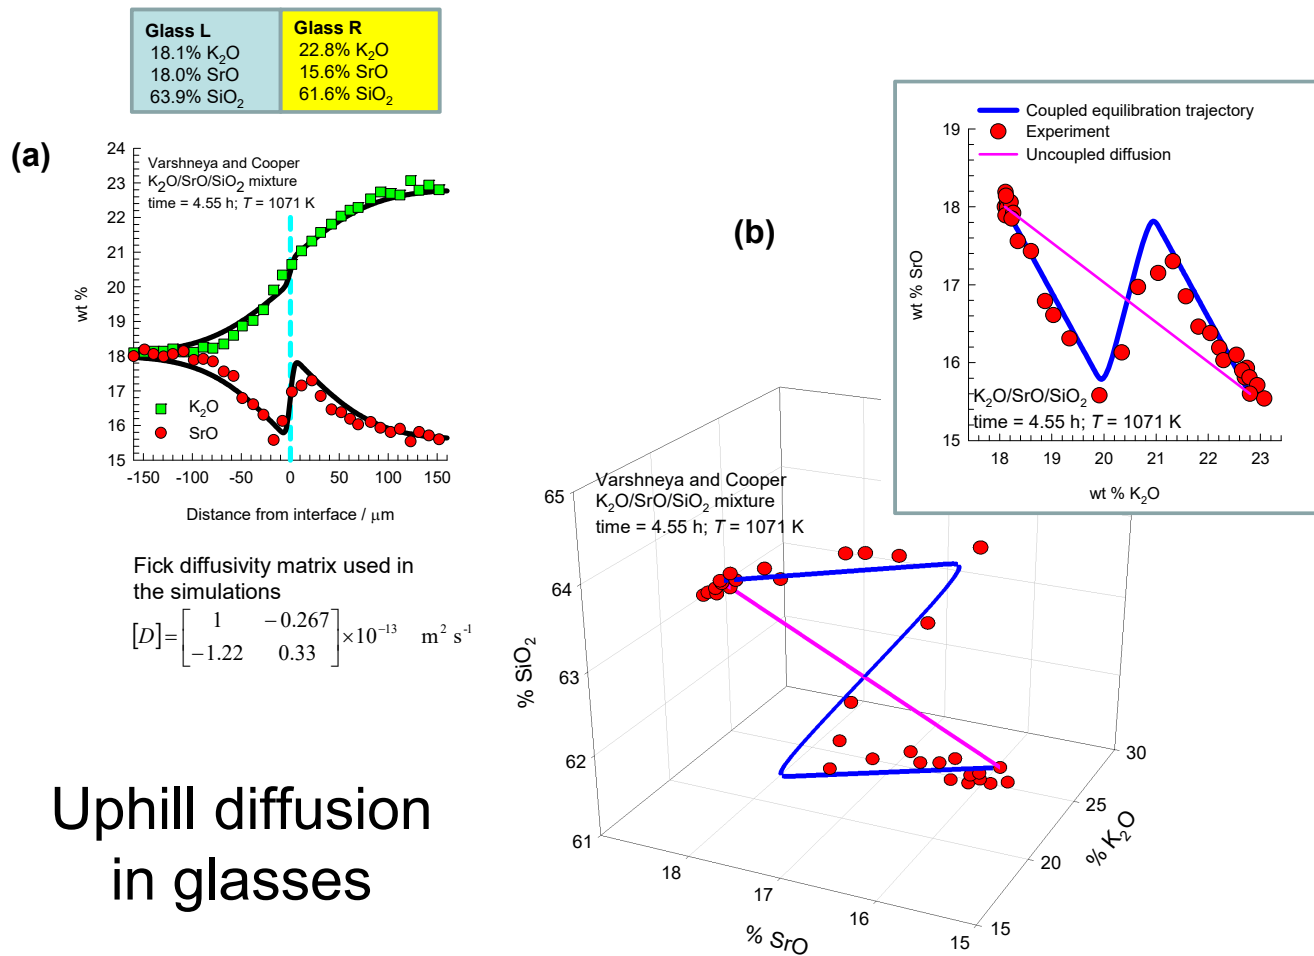 Glass L
18.1% K₂O
18.0% SrO
63.9% SiO₂
Glass R
22.8% K₂O
15.6% SrO
61.6% SiO₂
(a)
Varshneya and Cooper
K₂O/SrO/SiO₂ mixture
time = 4.55 h; T = 1071 K
24
23
22
21
20
19
18
17
16
15
wt %
K₂O
SrO
-150 -100 -50 0 50 100 150
Distance from interface / μm
Fick diffusivity matrix used in
the simulations
[D] = [1 −0.267; −1.22 0.33] ×10⁻¹³ m² s⁻¹
Uphill diffusion
in glasses
(b)
Coupled equilibration trajectory
Experiment
Uncoupled diffusion
19
18
17
16
15
wt % SrO
K₂O/SrO/SiO₂
time = 4.55 h; T = 1071 K
18 19 20 21 22 23
wt % K₂O
Varshneya and Cooper
K₂O/SrO/SiO₂ mixture
time = 4.55 h; T = 1071 K
65
64
63
62
61
% SiO₂
18
17
16
15
% SrO
15
20
25
30
% K₂O